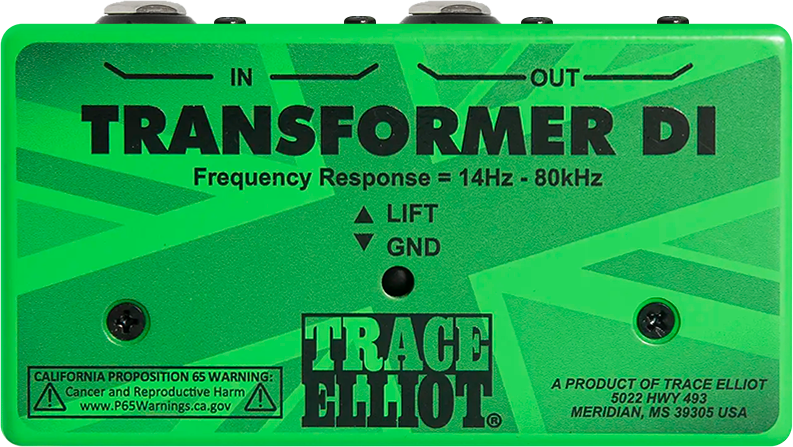 IN OUT
TRANSFORMER DI
Frequency Response = 14Hz - 80kHz
▲ LIFT
▼ GND
TRACE
ELLIOT®
CALIFORNIA PROPOSITION 65 WARNING:
Cancer and Reproductive Harm
www.P65Warnings.ca.gov
A PRODUCT OF TRACE ELLIOT
5022 HWY 493
MERIDIAN, MS 39305 USA